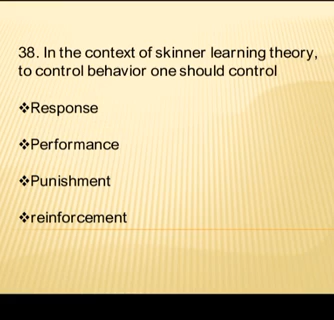 38. In the context of skinner learning theory,
to control behavior one should control
❖Response
❖Performance
❖Punishment
❖reinforcement